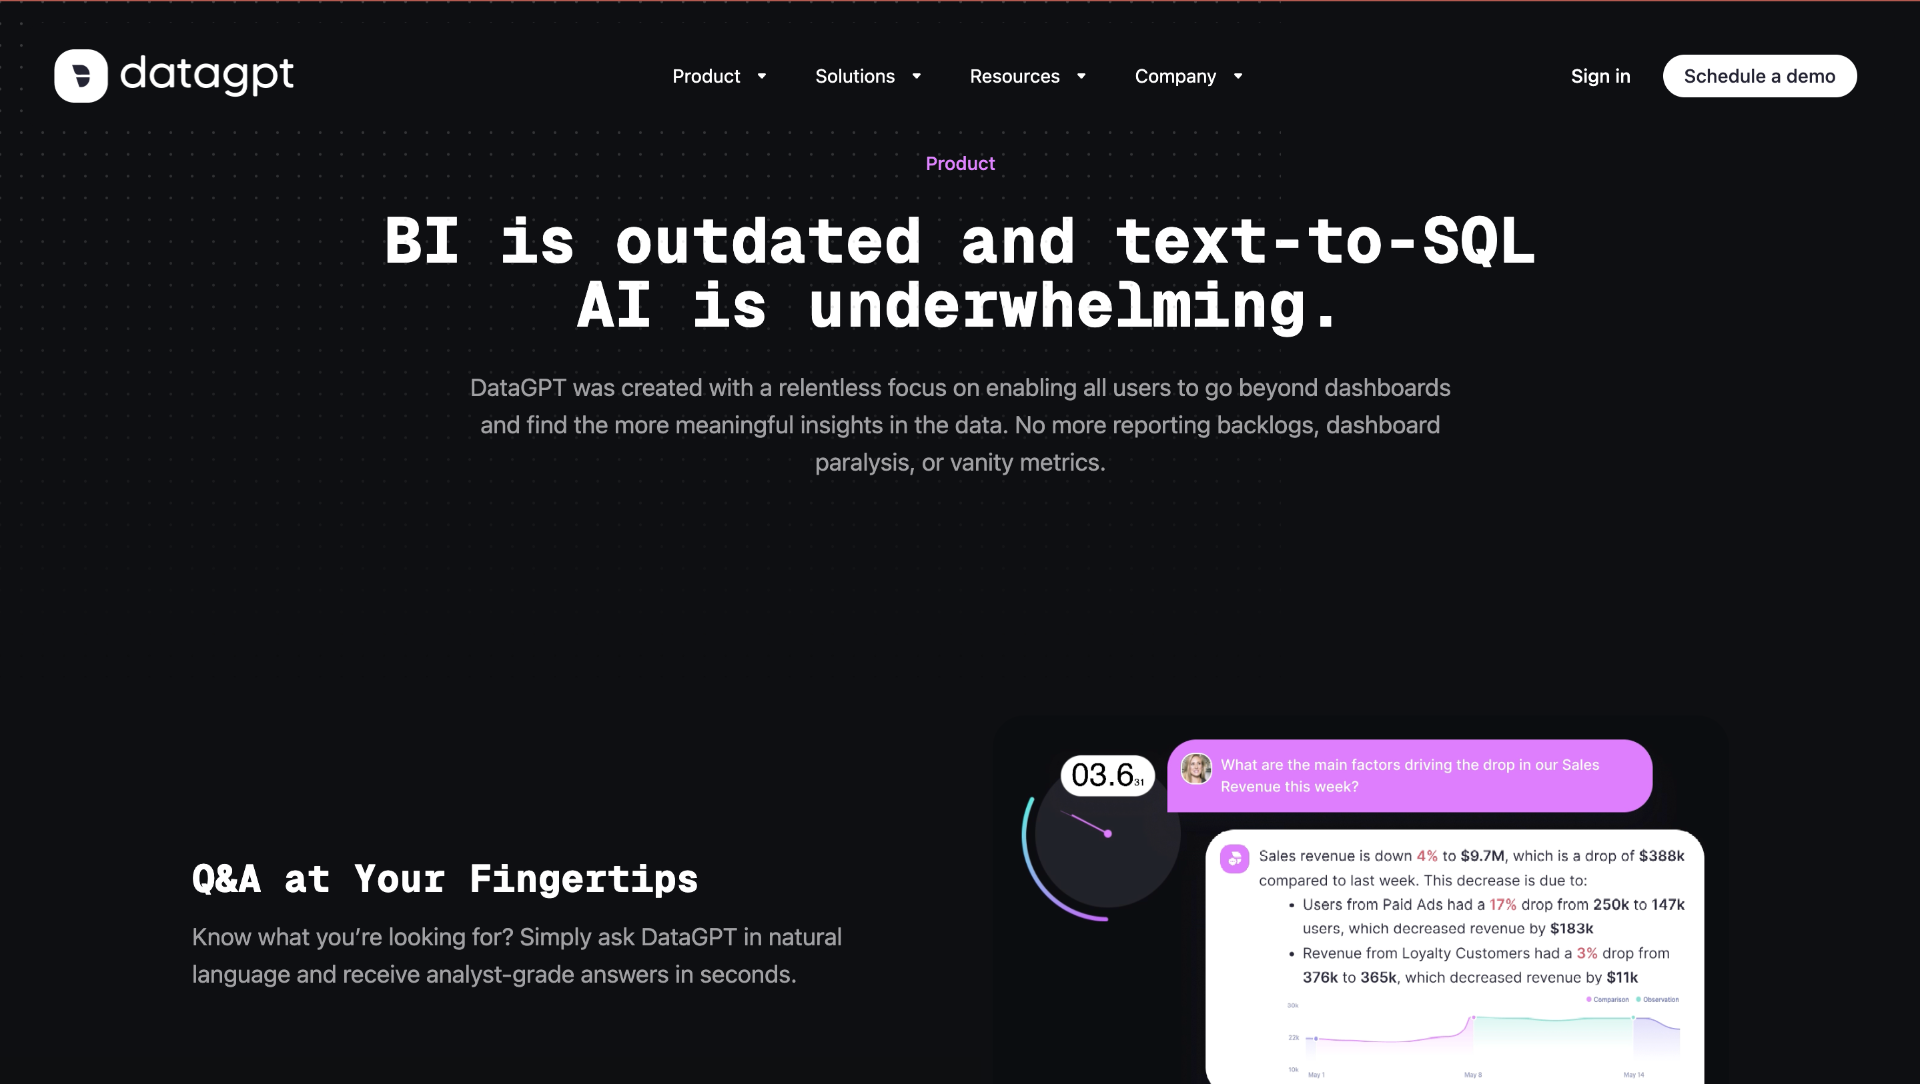 datagpt
Product
Solutions
Resources
Company
Sign in
Schedule a demo
Product
BI is outdated and text-to-SQL
AI is underwhelming.
DataGPT was created with a relentless focus on enabling all users to go beyond dashboards
and find the more meaningful insights in the data. No more reporting backlogs, dashboard
paralysis, or vanity metrics.
Q&A at Your Fingertips
Know what you’re looking for? Simply ask DataGPT in natural
language and receive analyst-grade answers in seconds.
03.631
What are the main factors driving the drop in our Sales
Revenue this week?
Sales revenue is down 4% to $9.7M, which is a drop of $388k
compared to last week. This decrease is due to:
• Users from Paid Ads had a 17% drop from 250k to 147k
users, which decreased revenue by $183k
• Revenue from Loyalty Customers had a 3% drop from
376k to 365k, which decreased revenue by $11k
Comparison
Observation
30k
22k
10k
May 1
May 8
May 14